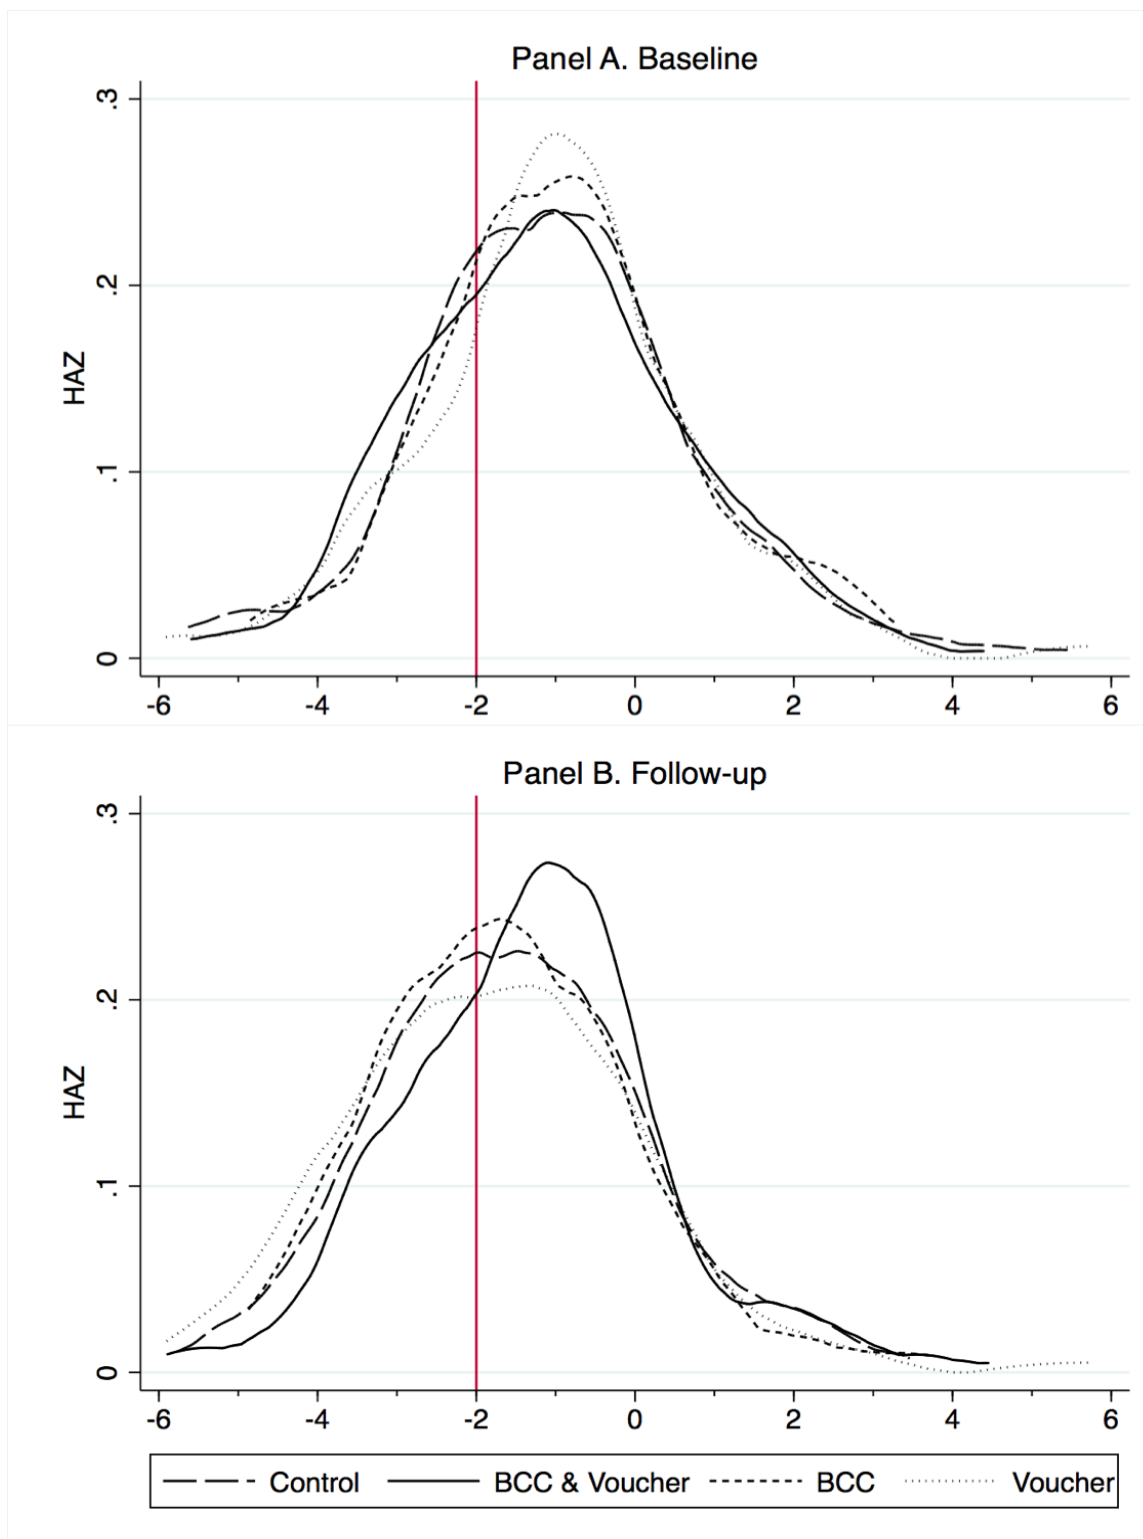 Panel A. Baseline
.3
.2
.1
0
HAZ
-6 -4 -2 0 2 4 6
Panel B. Follow-up
.3
.2
.1
0
HAZ
-6 -4 -2 0 2 4 6
Control BCC & Voucher BCC Voucher